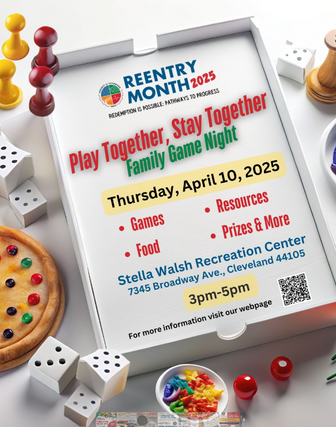 REENTRY
MONTH 2025
REDEMPTION IS POSSIBLE: PATHWAYS TO PROGRESS
Play Together, Stay Together
Family Game Night
Thursday, April 10, 2025
• Games
• Food
• Resources
• Prizes & More
Stella Walsh Recreation Center
7345 Broadway Ave., Cleveland 44105
3pm-5pm
For more information visit our webpage